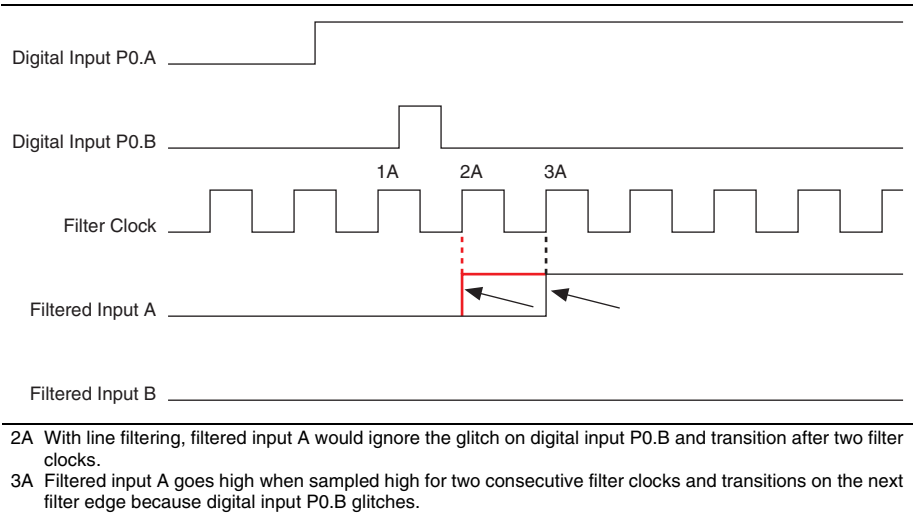 Digital Input P0.A
Digital Input P0.B
1A 2A 3A
Filter Clock
Filtered Input A
Filtered Input B
2A With line filtering, filtered input A would ignore the glitch on digital input P0.B and transition after two filter
clocks.
3A Filtered input A goes high when sampled high for two consecutive filter clocks and transitions on the next
filter edge because digital input P0.B glitches.